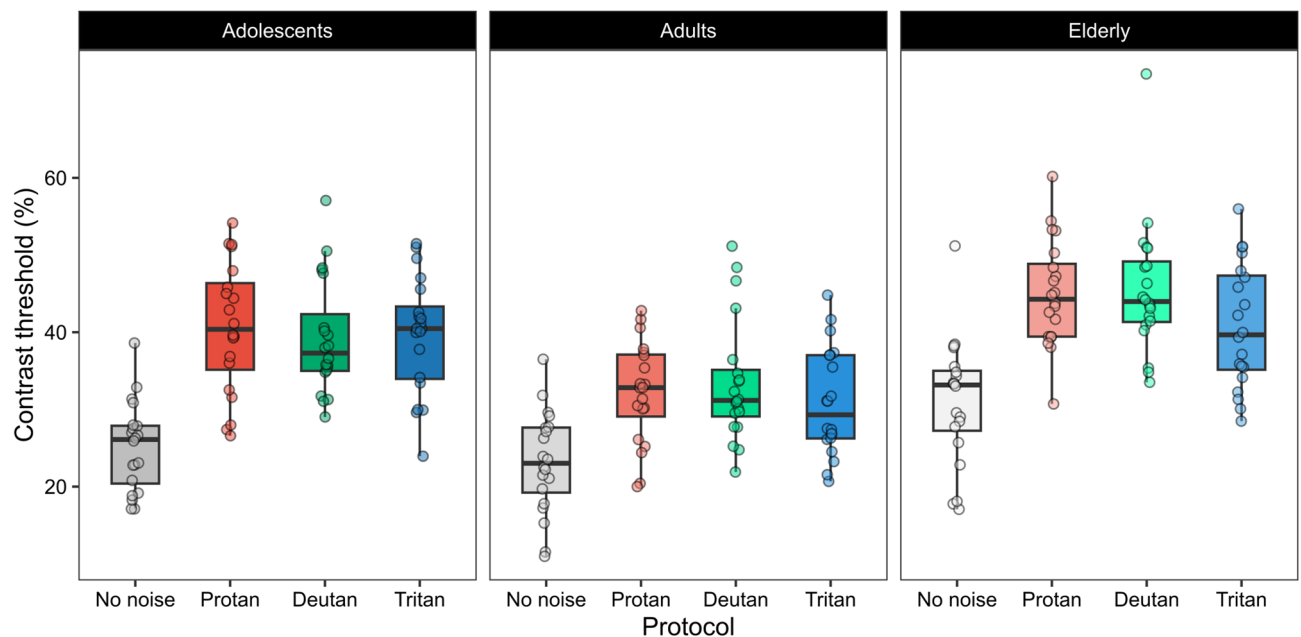 Adolescents Adults Elderly
Contrast threshold (%)
60
40
20
No noise Protan Deutan Tritan No noise Protan Deutan Tritan No noise Protan Deutan Tritan
Protocol